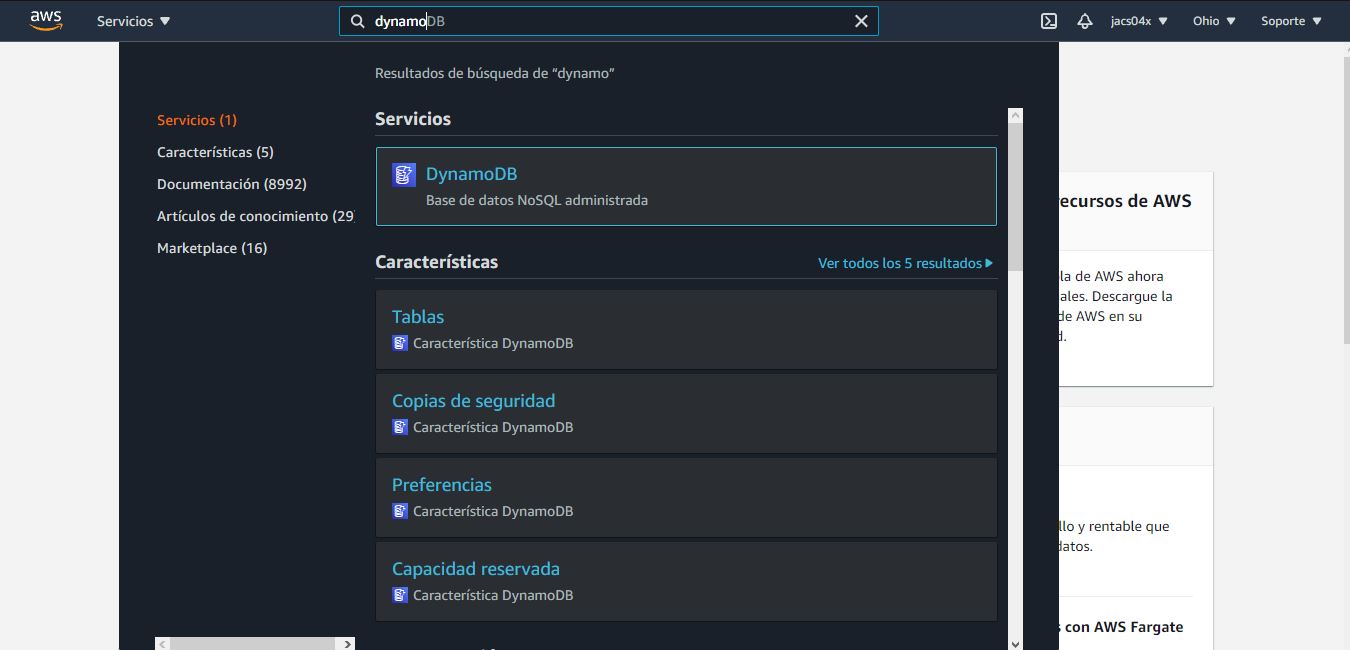 aws Servicios dynamoDB jacs04x Ohio Soporte
Resultados de búsqueda de “dynamo”
Servicios (1)
Características (5)
Documentación (8992)
Artículos de conocimiento (29
Marketplace (16)
Servicios
DynamoDB
Base de datos NoSQL administrada
Características Ver todos los 5 resultados
Tablas
Característica DynamoDB
Copias de seguridad
Característica DynamoDB
Preferencias
Característica DynamoDB
Capacidad reservada
Característica DynamoDB
ecursos de AWS
la de AWS ahora
ales. Descargue la
de AWS en su
d.
llo y rentable que
datos.
s con AWS Fargate